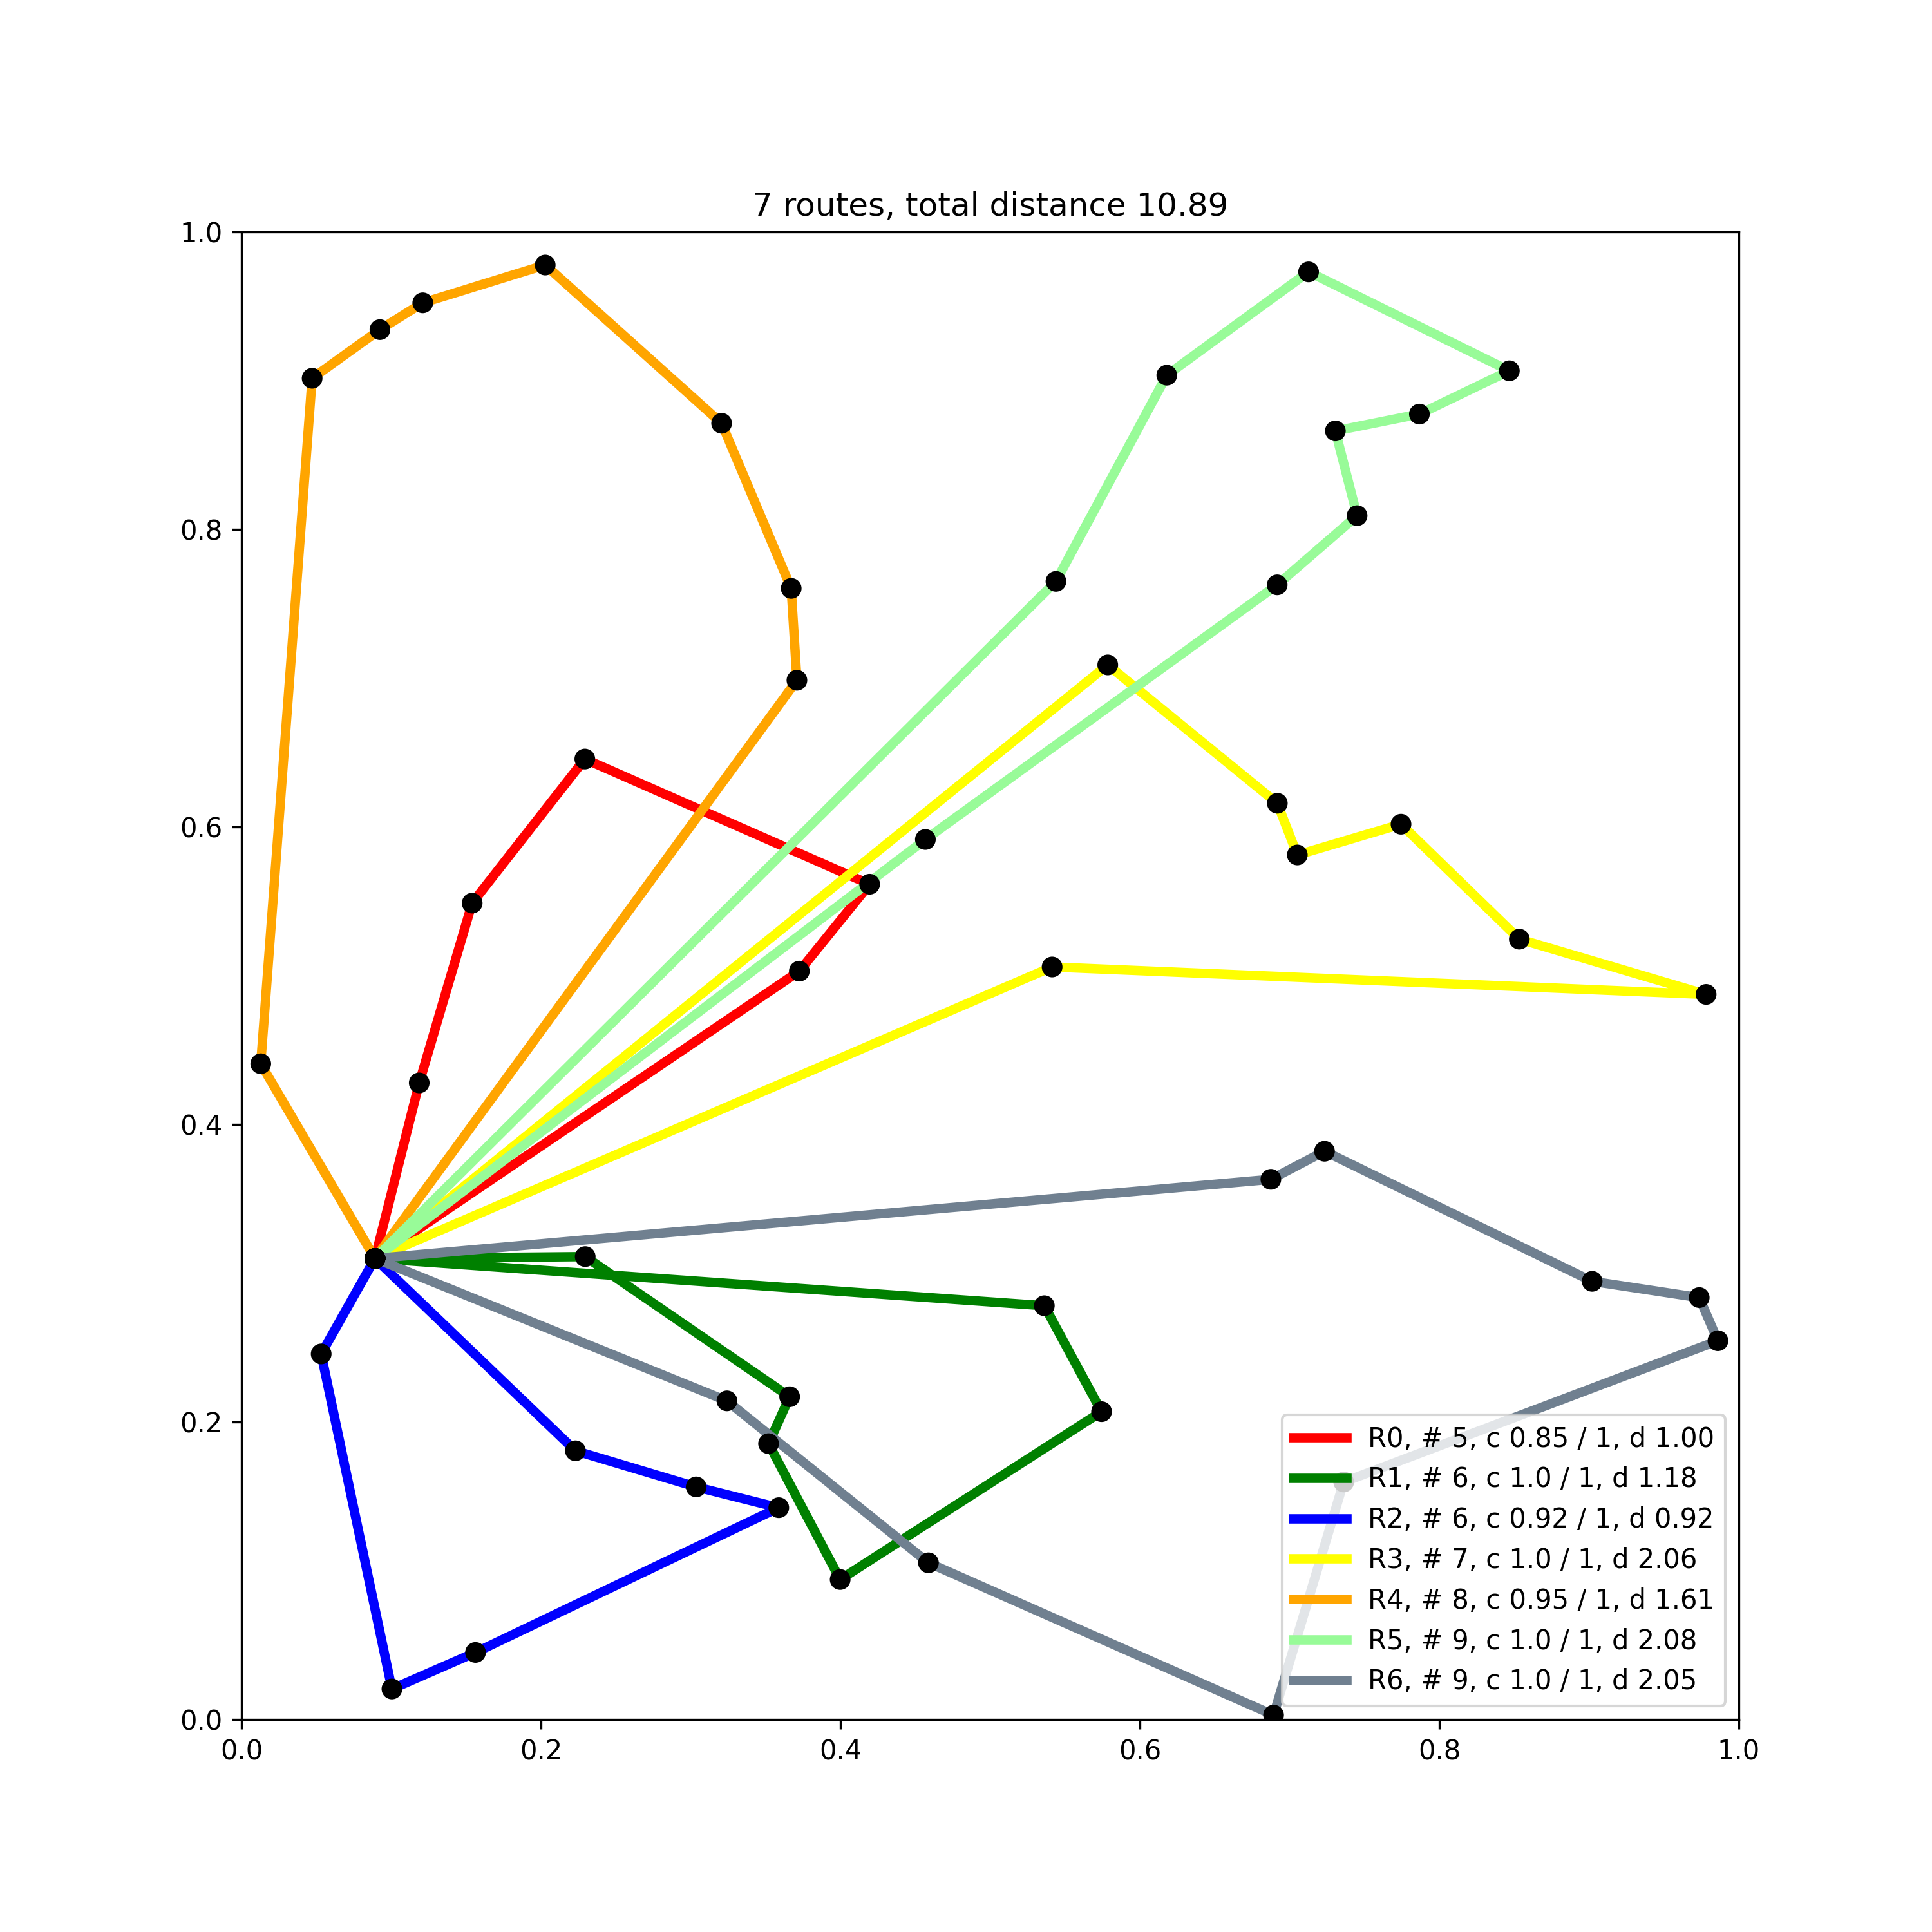 7 routes, total distance 10.89
1.0
0.8
0.6
0.4
0.2
0.0
R0, # 5, c 0.85 / 1, d 1.00
R1, # 6, c 1.0 / 1, d 1.18
R2, # 6, c 0.92 / 1, d 0.92
R3, # 7, c 1.0 / 1, d 2.06
R4, # 8, c 0.95 / 1, d 1.61
R5, # 9, c 1.0 / 1, d 2.08
R6, # 9, c 1.0 / 1, d 2.05
0.0 0.2 0.4 0.6 0.8 1.0